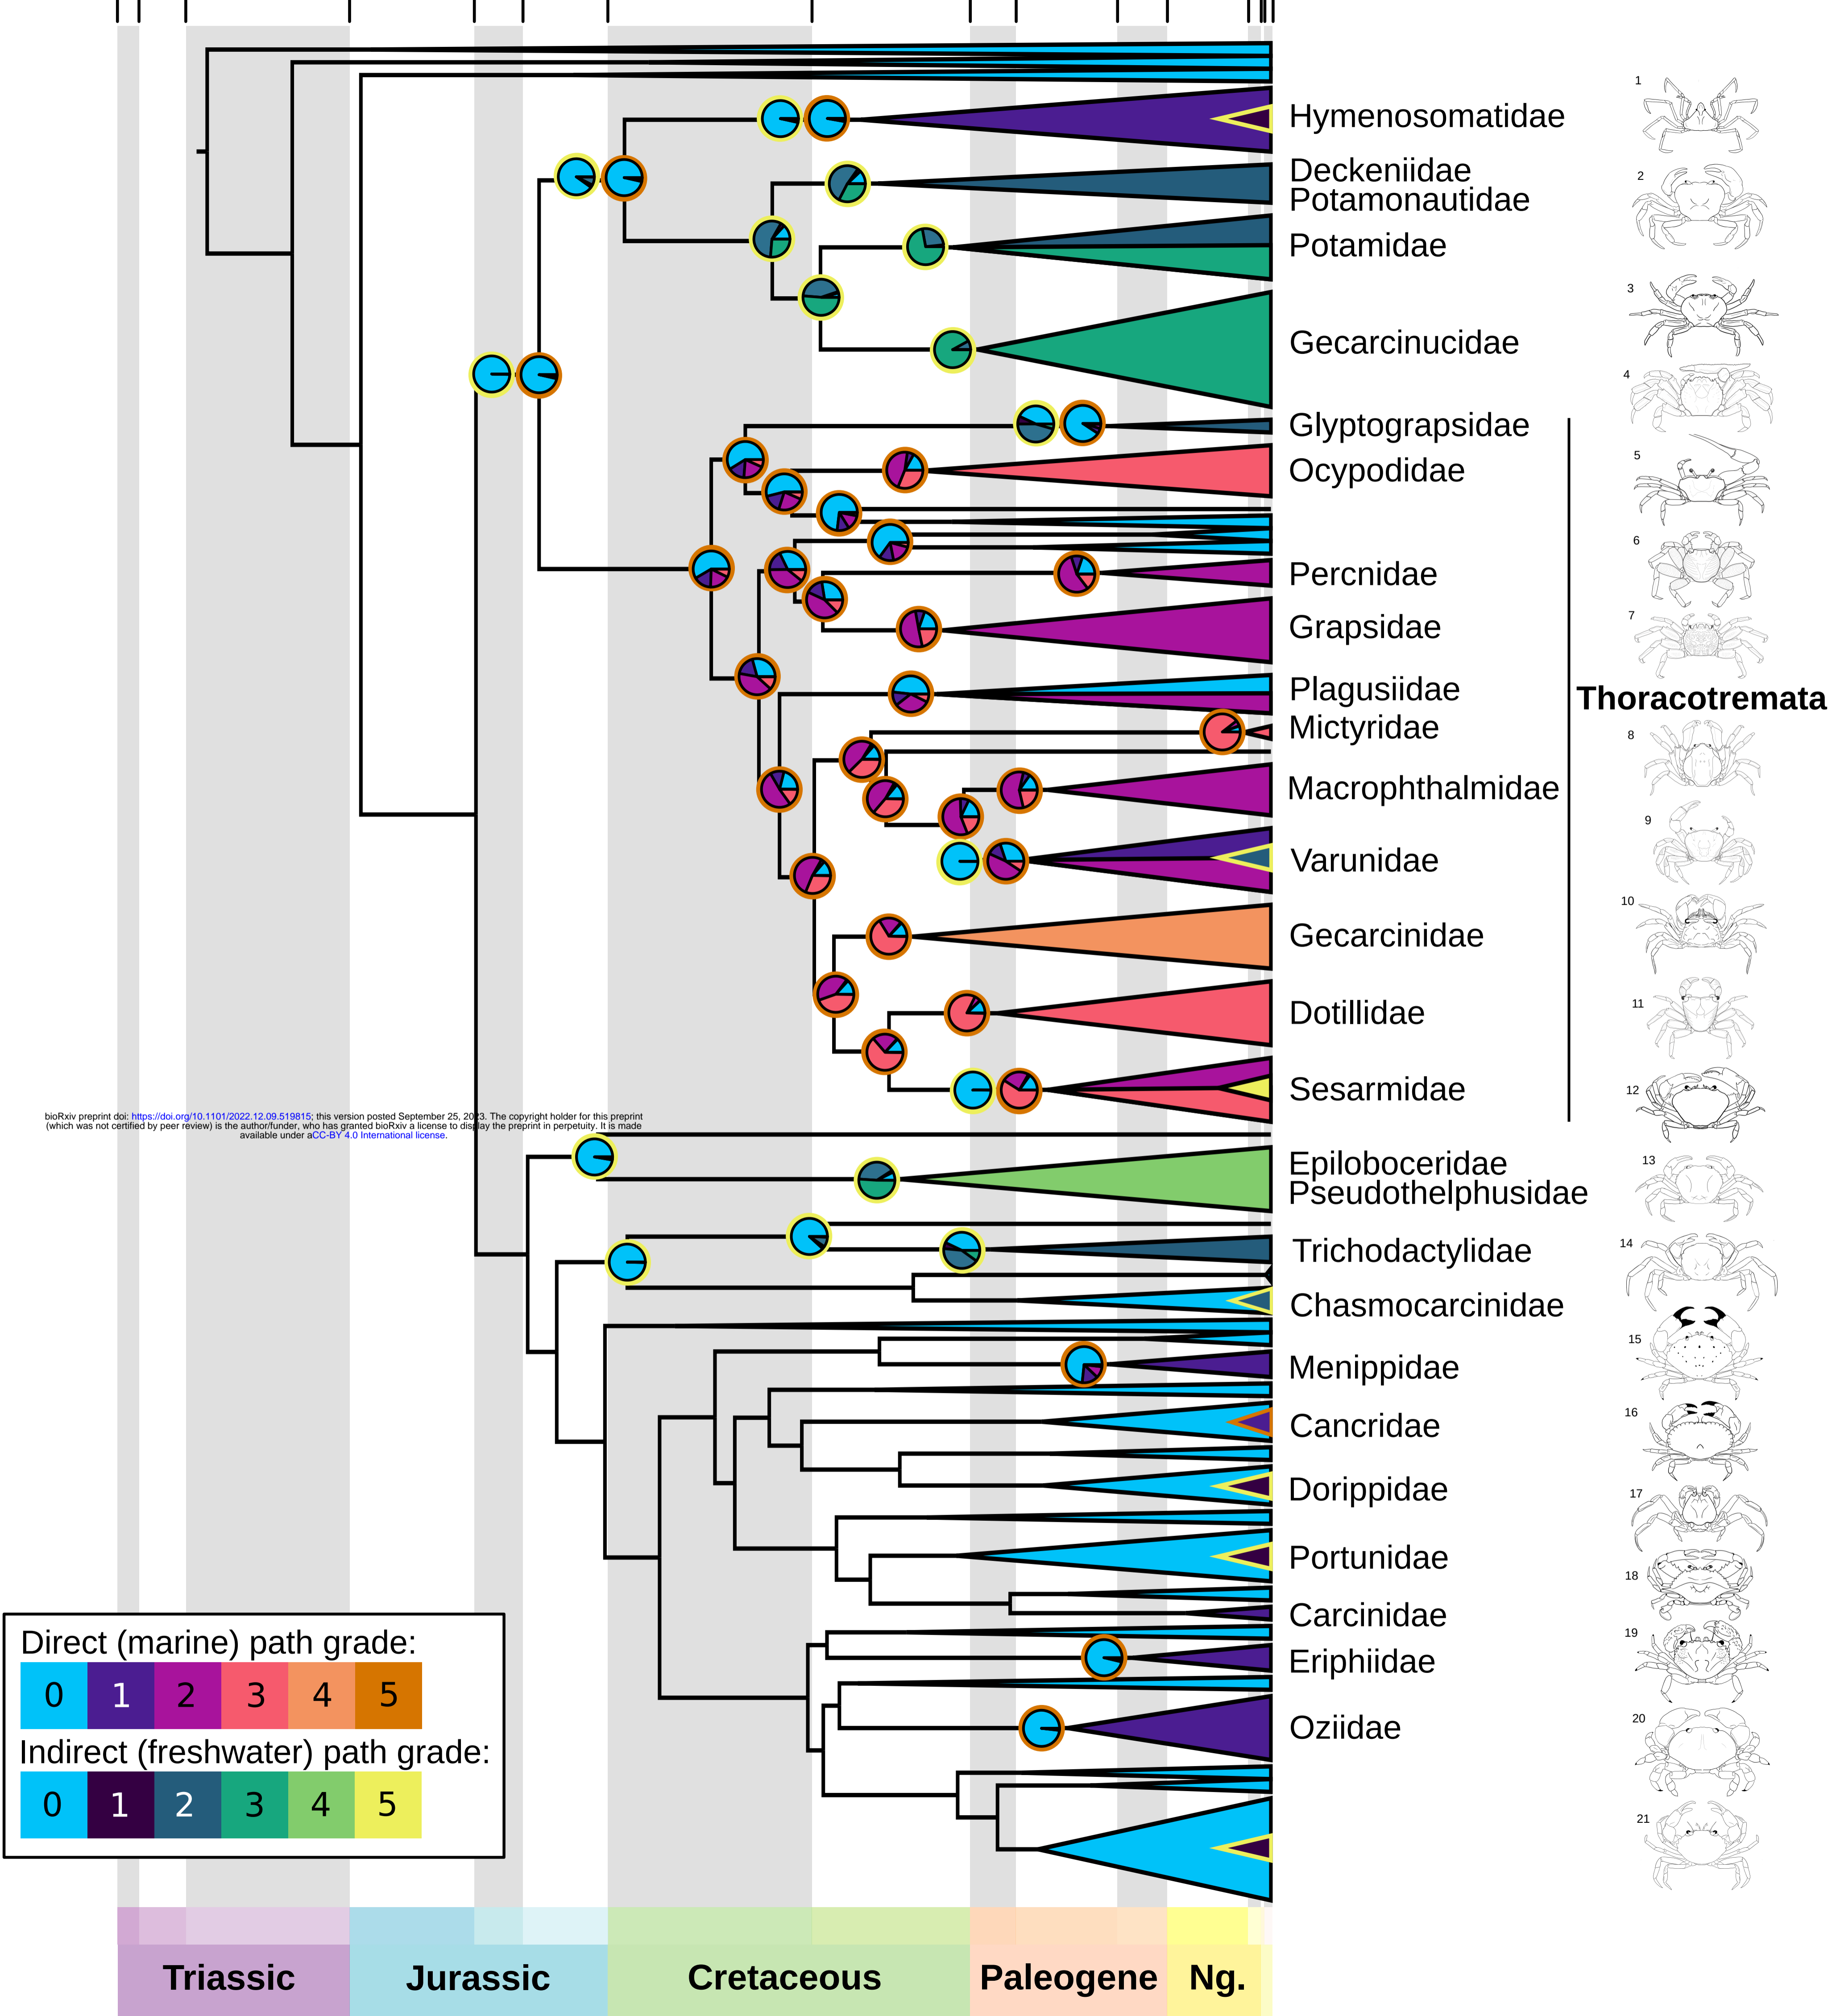 1
Hymenosomatidae
Deckeniidae
2
Potamonautidae
Potamidae
3
Gecarcinucidae
4
Glyptograpsidae
5
Ocypodidae
6
Percnidae
7
Grapsidae
Plagiusiidae
Thoracotremata
Mictyridae
8
Macrophthalmidae
9
Varunidae
10
Gecarcinidae
11
Dotillidae
12
Sesarmidae
bioRxiv preprint doi: https://doi.org/10.1101/2022.12.09.519815; this version posted September 25, 2023. The copyright holder for this preprint
(which was not certified by peer review) is the author/funder, who has granted bioRxiv a license to display the preprint in perpetuity. It is made
available under aCC-BY 4.0 International license.
Epiloboceridae
13
Pseudothelphusidae
Trichodactylidae
14
Chasmocarcinidae
15
Menippidae
16
Cancridae
17
Dorippidae
Portunidae
18
Carcinidae
19
Eriphiidae
20
Oziidae
21
Direct (marine) path grade:
0 1 2 3 4 5
Indirect (freshwater) path grade:
0 1 2 3 4 5
Triassic Jurassic Cretaceous Paleogene Ng.